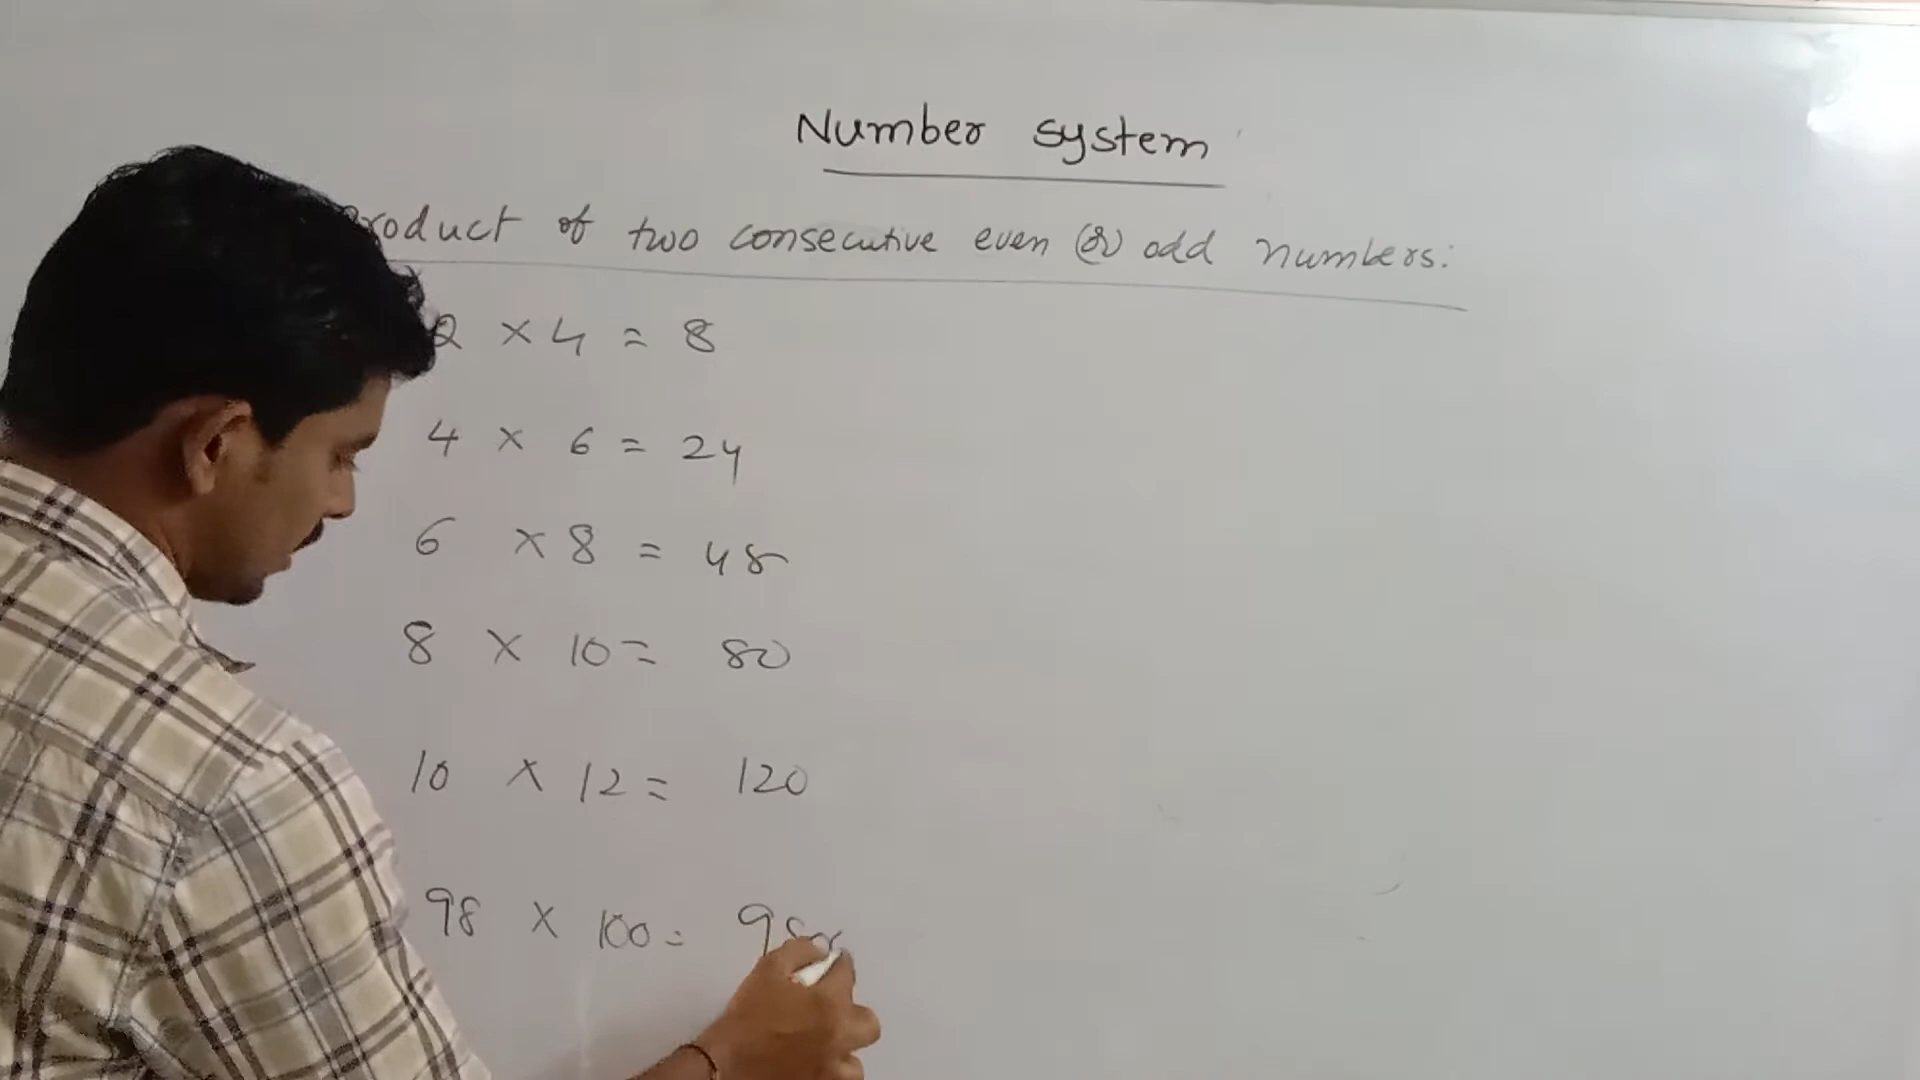 Number system
Product of two consecutive even (or) odd numbers:
2 × 4 = 8
4 × 6 = 24
6 × 8 = 48
8 × 10 = 80
10 × 12 = 120
98 × 100 =